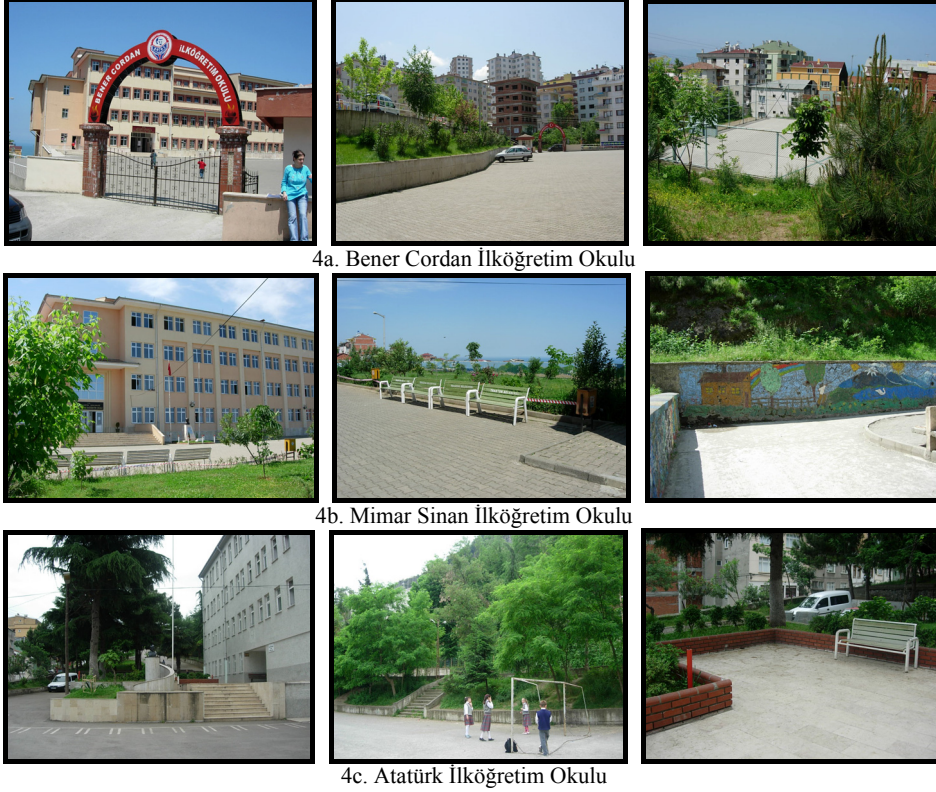 BENER CORDAN İLKÖĞRETİM OKULU
4a. Bener Cordan İlköğretim Okulu
4b. Mimar Sinan İlköğretim Okulu
4c. Atatürk İlköğretim Okulu